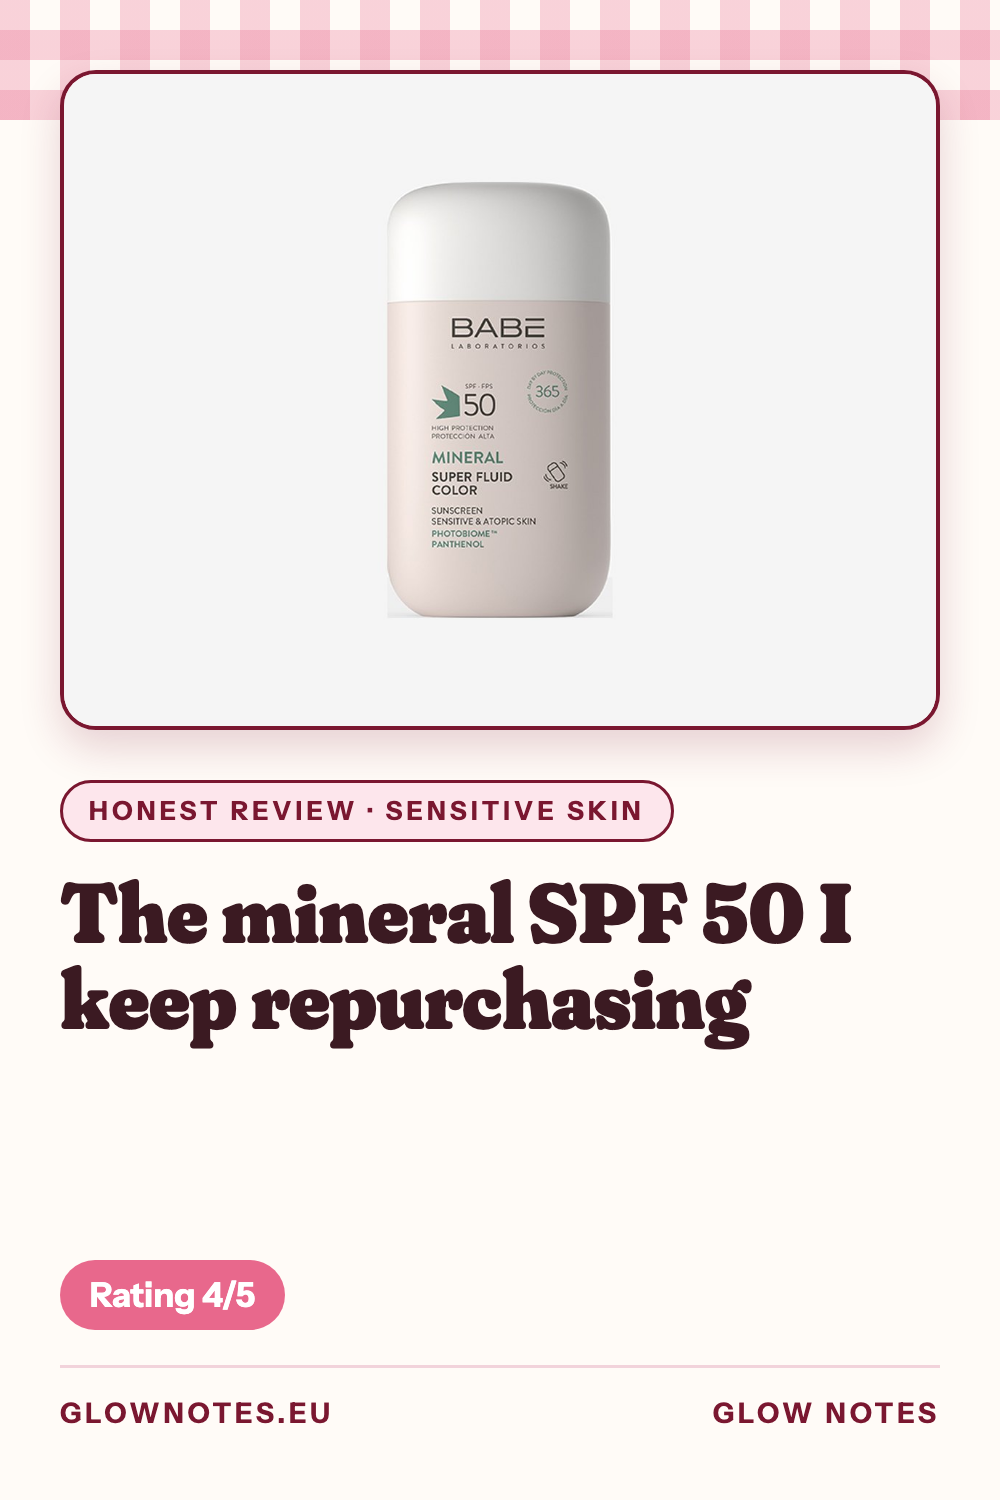 BABE
LABORATORIOS
SPF · FPS
50
365
HIGH PROTECTION
PROTECCIÓN ALTA
MINERAL
SUPER FLUID
COLOR
SHAKE
SUNSCREEN
SENSITIVE & ATOPIC SKIN
PHOTOBIOME™
PANTHENOL
HONEST REVIEW · SENSITIVE SKIN
The mineral SPF 50 I
keep repurchasing
Rating 4/5
GLOWNOTES.EU
GLOW NOTES